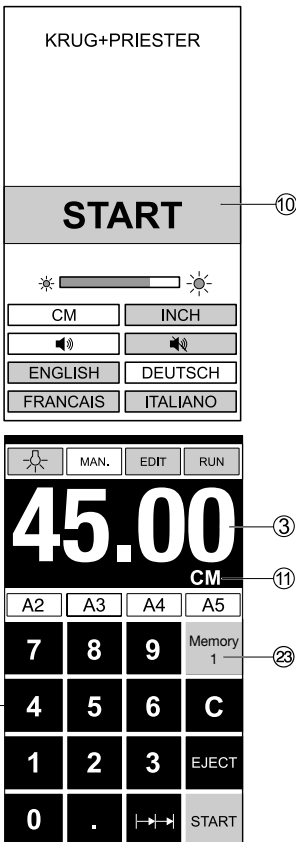 KRUG+PRIESTER
START ⑩
CM INCH
ENGLISH DEUTSCH
FRANCAIS ITALIANO
MAN. EDIT RUN
45.00 ③
CM ⑪
A2 A3 A4 A5
7 8 9 Memory 1 ㉓
4 5 6 C
1 2 3 EJECT
0 . START